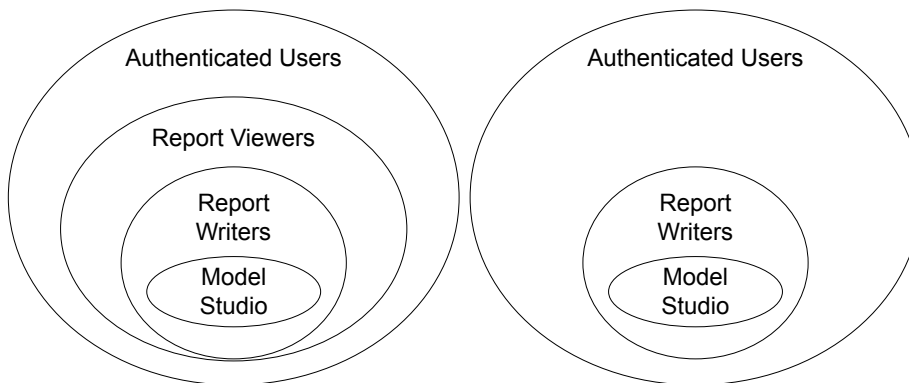 Authenticated Users
Report Viewers
Report
Writers
Model
Studio
Authenticated Users
Report
Writers
Model
Studio